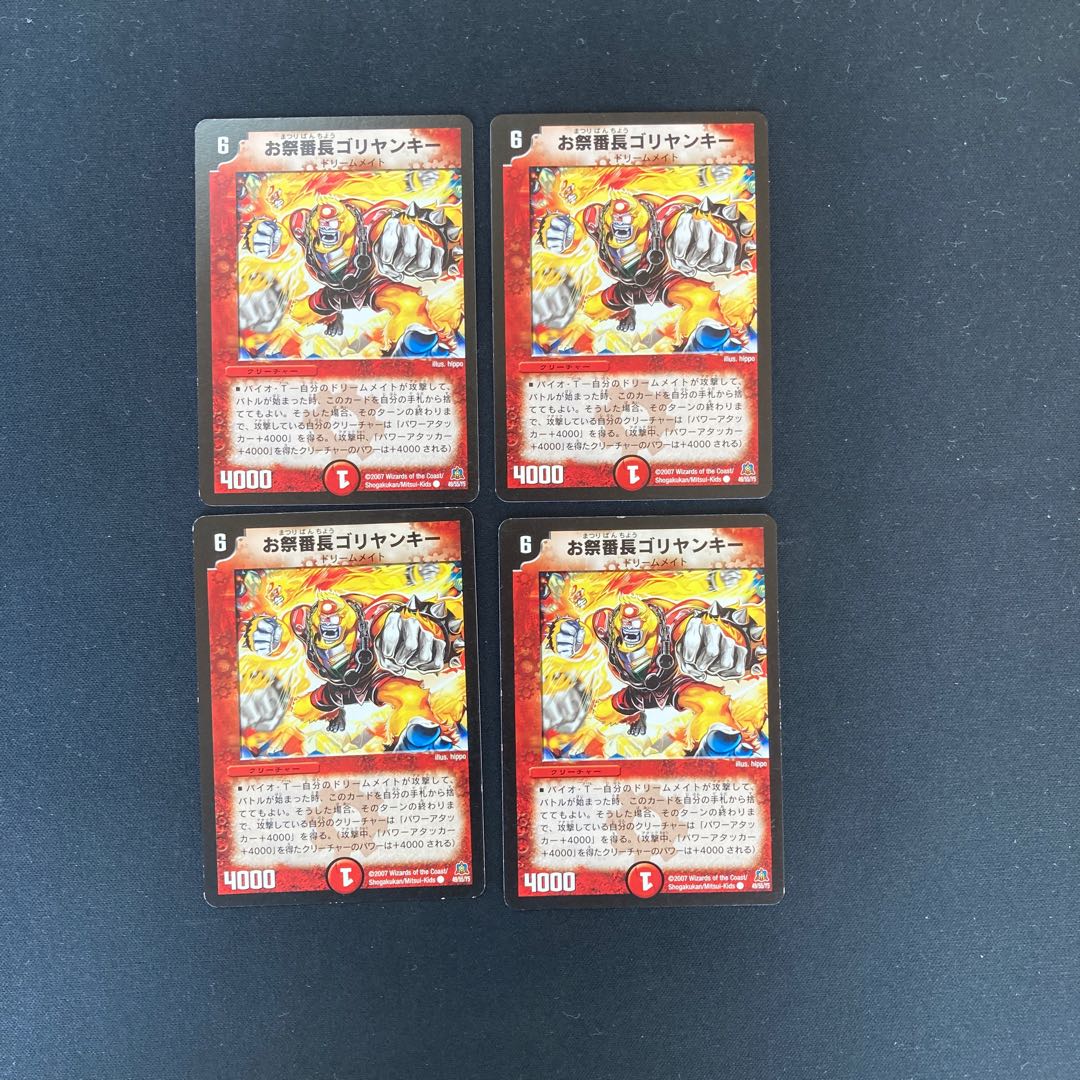 6
まつりばんちょう
お祭番長ゴリヤンキー
ドリームメイト
illus. hippo
クリーチャー
■バイオ・T―自分のドリームメイトが攻撃して、
バトルが始まった時、このカードを自分の手札から捨
ててもよい。そうした場合、そのターンの終わりま
で、攻撃している自分のクリーチャーは「パワーアタッ
カー+4000」を得る。(攻撃中、「パワーアタッカー
+4000」を得たクリーチャーのパワーは+4000 される)
4000
1
©2007 Wizards of the Coast/
Shogakukan/Mitsui-Kids
49/55/Y5
6
まつりばんちょう
お祭番長ゴリヤンキー
ドリームメイト
illus. hippo
クリーチャー
■バイオ・T―自分のドリームメイトが攻撃して、
バトルが始まった時、このカードを自分の手札から捨
ててもよい。そうした場合、そのターンの終わりま
で、攻撃している自分のクリーチャーは「パワーアタッ
カー+4000」を得る。(攻撃中、「パワーアタッカー
+4000」を得たクリーチャーのパワーは+4000 される)
4000
1
©2007 Wizards of the Coast/
Shogakukan/Mitsui-Kids
49/55/Y5
6
まつりばんちょう
お祭番長ゴリヤンキー
ドリームメイト
illus. hippo
クリーチャー
■バイオ・T―自分のドリームメイトが攻撃して、
バトルが始まった時、このカードを自分の手札から捨
ててもよい。そうした場合、そのターンの終わりま
で、攻撃している自分のクリーチャーは「パワーアタッ
カー+4000」を得る。(攻撃中、「パワーアタッカー
+4000」を得たクリーチャーのパワーは+4000 される)
4000
1
©2007 Wizards of the Coast/
Shogakukan/Mitsui-Kids
49/55/Y5
6
まつりばんちょう
お祭番長ゴリヤンキー
ドリームメイト
illus. hippo
クリーチャー
■バイオ・T―自分のドリームメイトが攻撃して、
バトルが始まった時、このカードを自分の手札から捨
ててもよい。そうした場合、そのターンの終わりま
で、攻撃している自分のクリーチャーは「パワーアタッ
カー+4000」を得る。(攻撃中、「パワーアタッカー
+4000」を得たクリーチャーのパワーは+4000 される)
4000
1
©2007 Wizards of the Coast/
Shogakukan/Mitsui-Kids
49/55/Y5